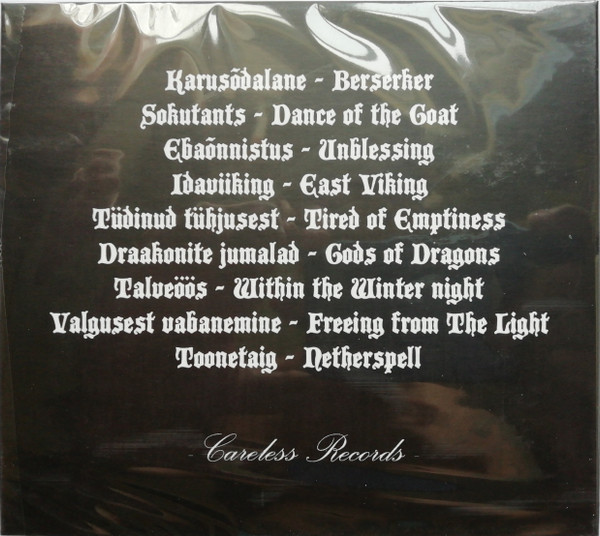 Karusõdalane - Berserker
Sokutants - Dance of the Goat
Ebaõnnistus - Unblessing
Idaviiking - East Viking
Tüdinud tühjusest - Tired of Emptiness
Draakonite jumalad - Gods of Dragons
Talveöös - Within the Winter night
Valgusest vabanemine - Freeing from The Light
Toonetaig - Netherspell
- Careless Records -